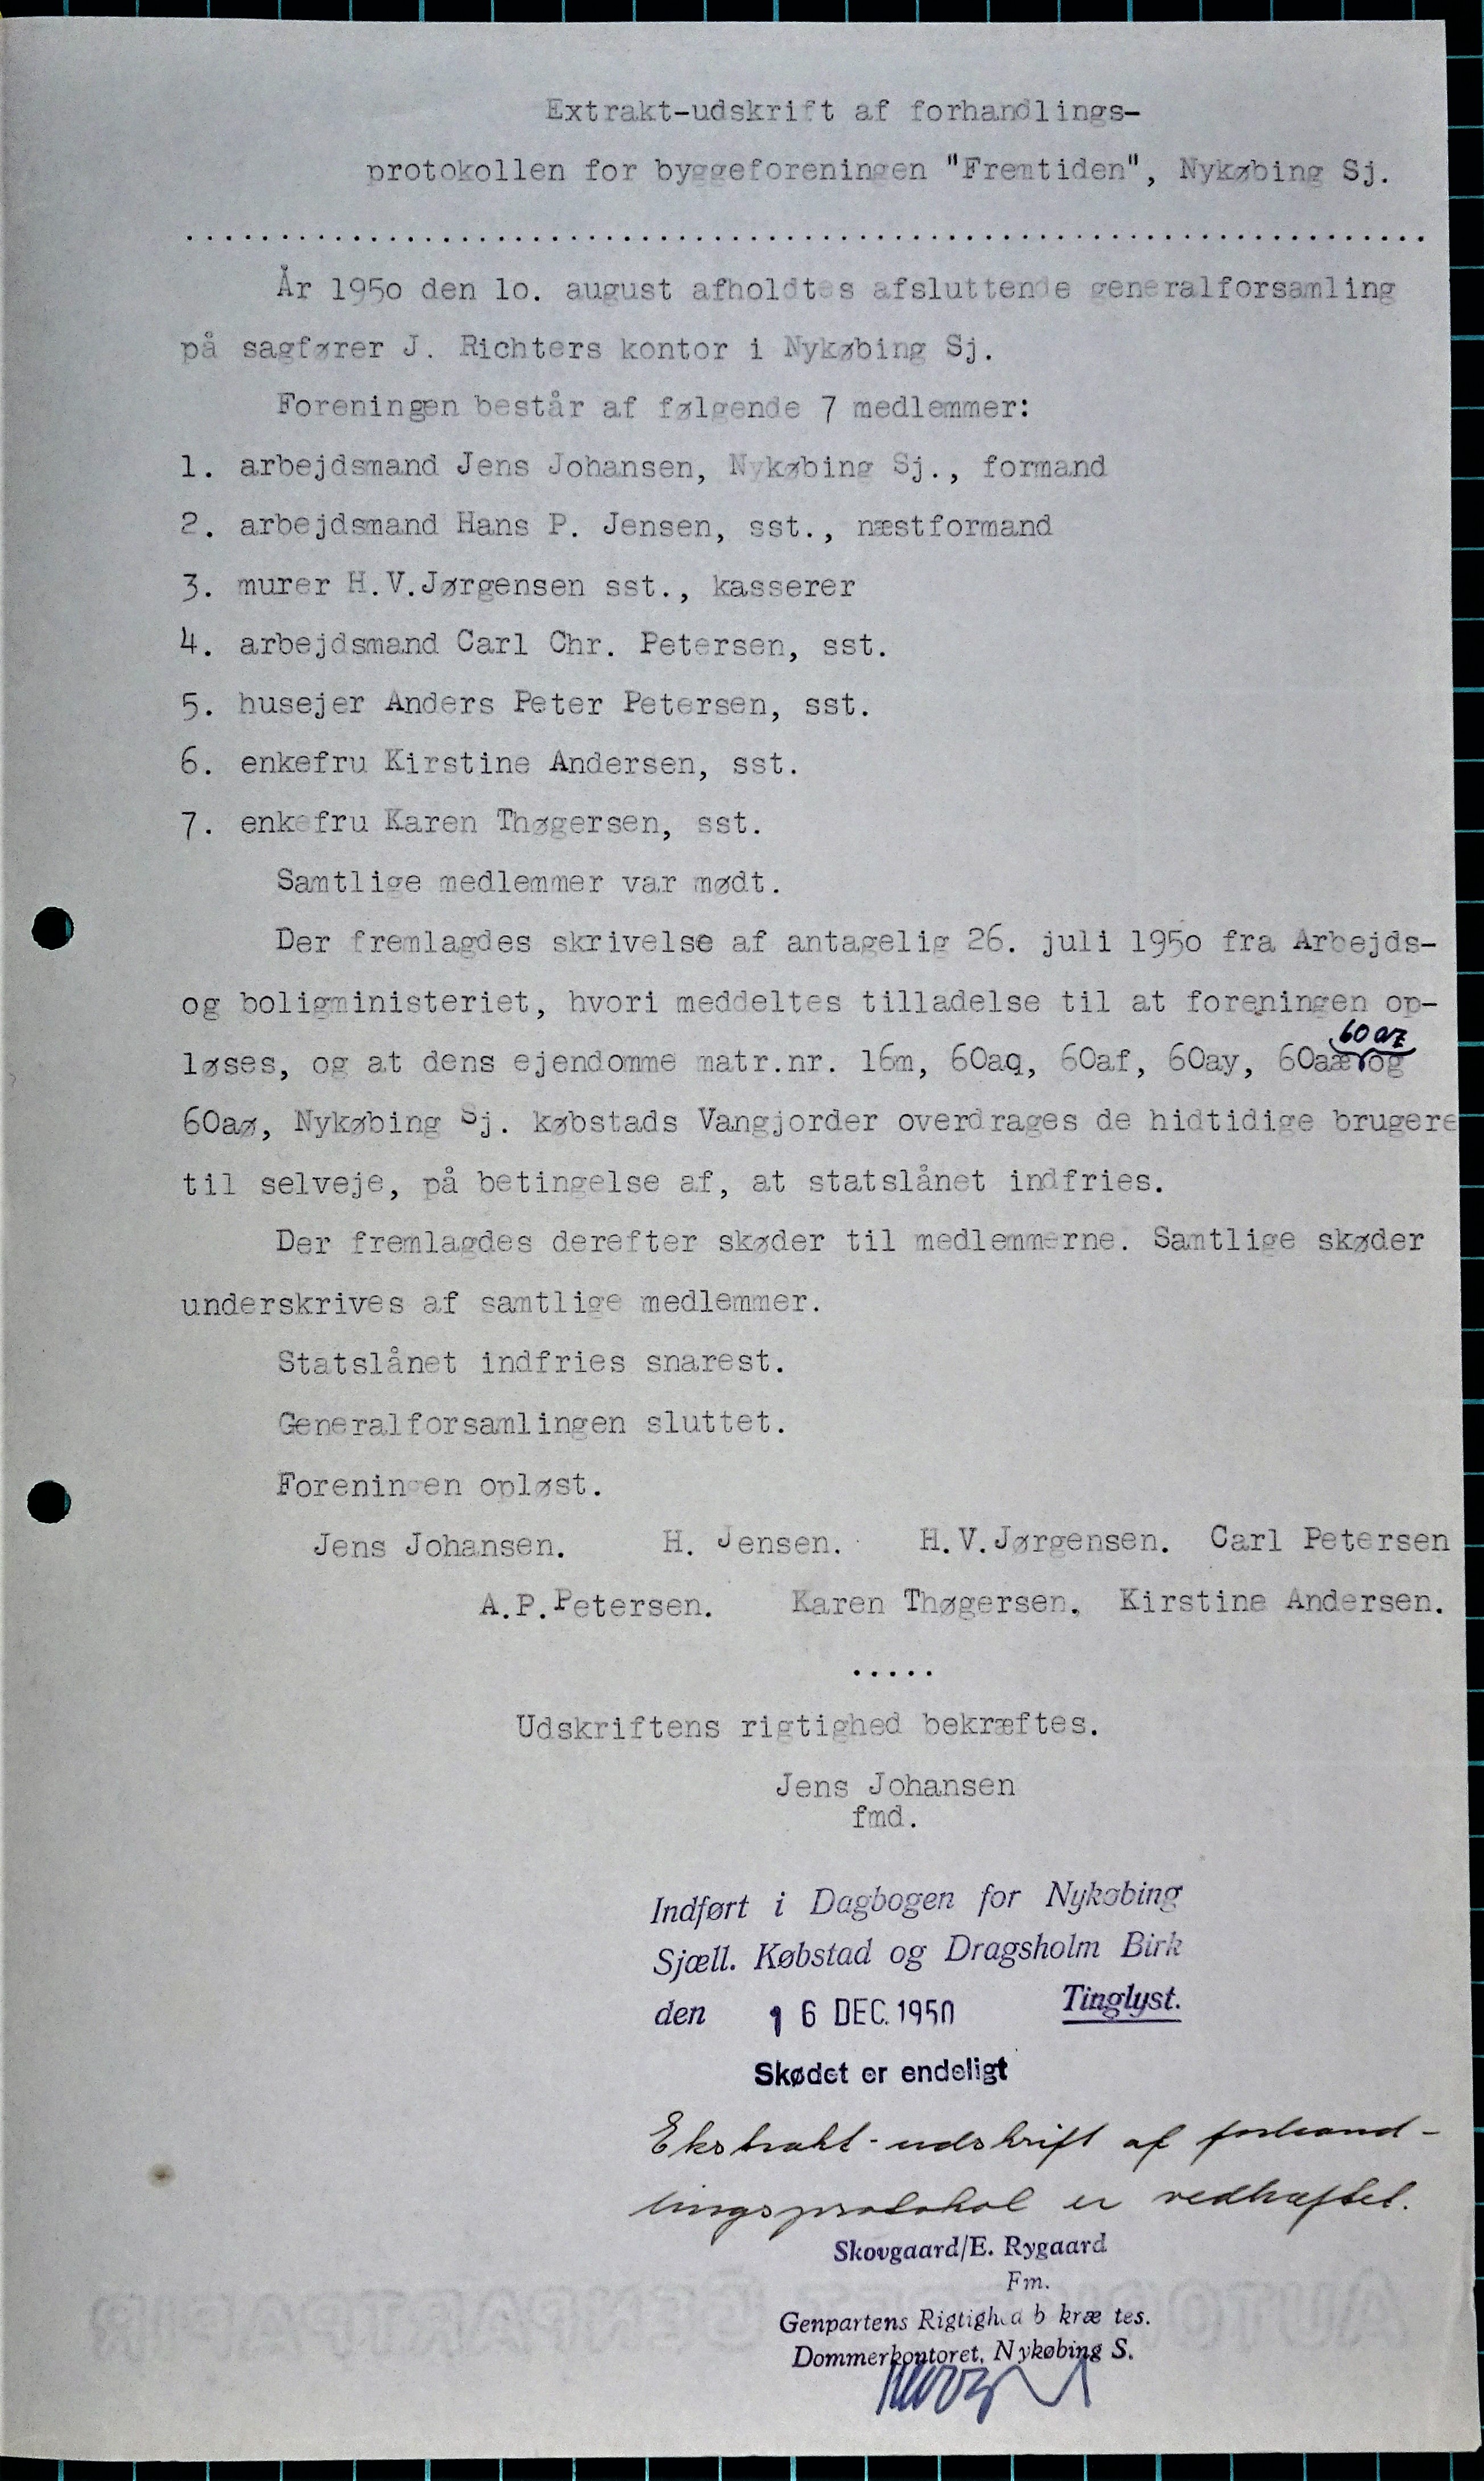 Extrakt-udskrift af forhandlings-
protokollen for byggeforeningen "Fremtiden", Nykøbing Sj.
......................................................................
År 195o den lo. august afholdtes afsluttende generalforsamling
på sagfører J. Richters kontor i Nykøbing Sj.
Foreningen består af følgende 7 medlemmer:
1. arbejdsmand Jens Johansen, Nykøbing Sj., formand
2. arbejdsmand Hans P. Jensen, sst., næstformand
3. murer H.V.Jørgensen sst., kasserer
4. arbejdsmand Carl Chr. Petersen, sst.
5. husejer Anders Peter Petersen, sst.
6. enkefru Kirstine Andersen, sst.
7. enkefru Karen Thøgersen, sst.
Samtlige medlemmer var mødt.
Der fremlagdes skrivelse af antagelig 26. juli 195o fra Arbejds-
og boligministeriet, hvori meddeltes tilladelse til at foreningen op-
60az
løses, og at dens ejendomme matr.nr. 16m, 60aq, 60af, 60ay, 60aæ og
60aø, Nykøbing Sj. købstads Vangjorder overdrages de hidtidige brugere
til selveje, på betingelse af, at statslånet indfries.
Der fremlagdes derefter skøder til medlemmerne. Samtlige skøder
underskrives af samtlige medlemmer.
Statslånet indfries snarest.
Generalforsamlingen sluttet.
Foreningen opløst.
Jens Johansen. H. Jensen. H.V.Jørgensen. Carl Petersen
A.P.Petersen. Karen Thøgersen. Kirstine Andersen.
.....
Udskriftens rigtighed bekræftes.
Jens Johansen
fmd.
Indført i Dagbogen for Nykøbing
Sjæll. Købstad og Dragsholm Birk
den 16 DEC. 1950 Tinglyst.
Skødet er endeligt
Ekstrakt-udskrift af forhand-
lingsprotokol er vedhæftet.
Skovgaard/E. Rygaard
Fm.
Genpartens Rigtighed b kræ tes.
Dommerkontoret, Nykøbing S.